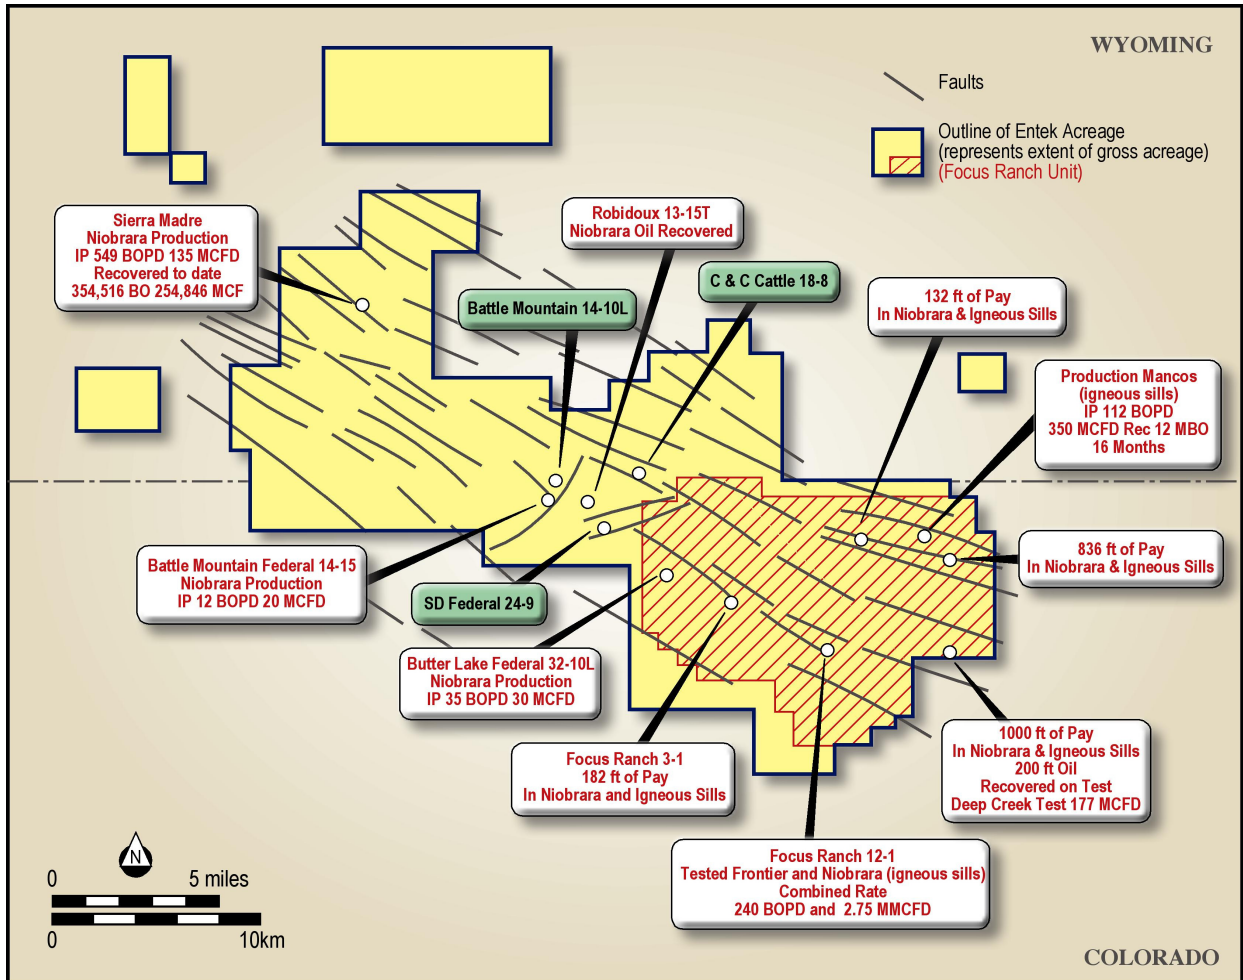 WYOMING
Faults
Outline of Entek Acreage
(represents extent of gross acreage)
(Focus Ranch Unit)
Sierra Madre
Niobrara Production
IP 549 BOPD 135 MCFD
Recovered to date
354,516 BO 254,846 MCF
Robidoux 13-15T
Niobrara Oil Recovered
C & C Cattle 18-8
Battle Mountain 14-10L
132 ft of Pay
In Niobrara & Igneous Sills
Production Mancos
(igneous sills)
IP 112 BOPD
350 MCFD Rec 12 MBO
16 Months
836 ft of Pay
In Niobrara & Igneous Sills
Battle Mountain Federal 14-15
Niobrara Production
IP 12 BOPD 20 MCFD
SD Federal 24-9
Butter Lake Federal 32-10L
Niobrara Production
IP 35 BOPD 30 MCFD
Focus Ranch 3-1
182 ft of Pay
In Niobrara and Igneous Sills
1000 ft of Pay
In Niobrara & Igneous Sills
200 ft Oil
Recovered on Test
Deep Creek Test 177 MCFD
Focus Ranch 12-1
Tested Frontier and Niobrara (igneous sills)
Combined Rate
240 BOPD and 2.75 MMCFD
N
0 5 miles
0 10km
COLORADO